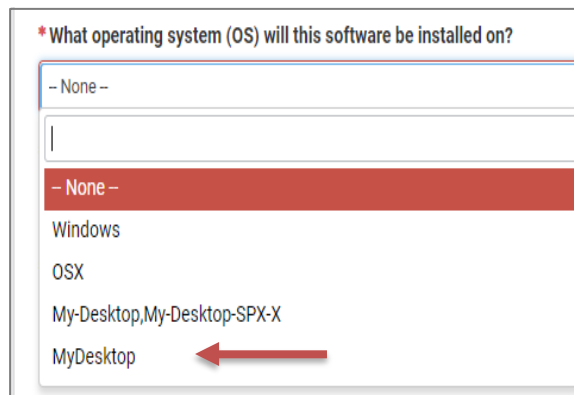 *What operating system (OS) will this software be installed on?
-- None --
-- None --
Windows
OSX
My-Desktop,My-Desktop-SPX-X
MyDesktop